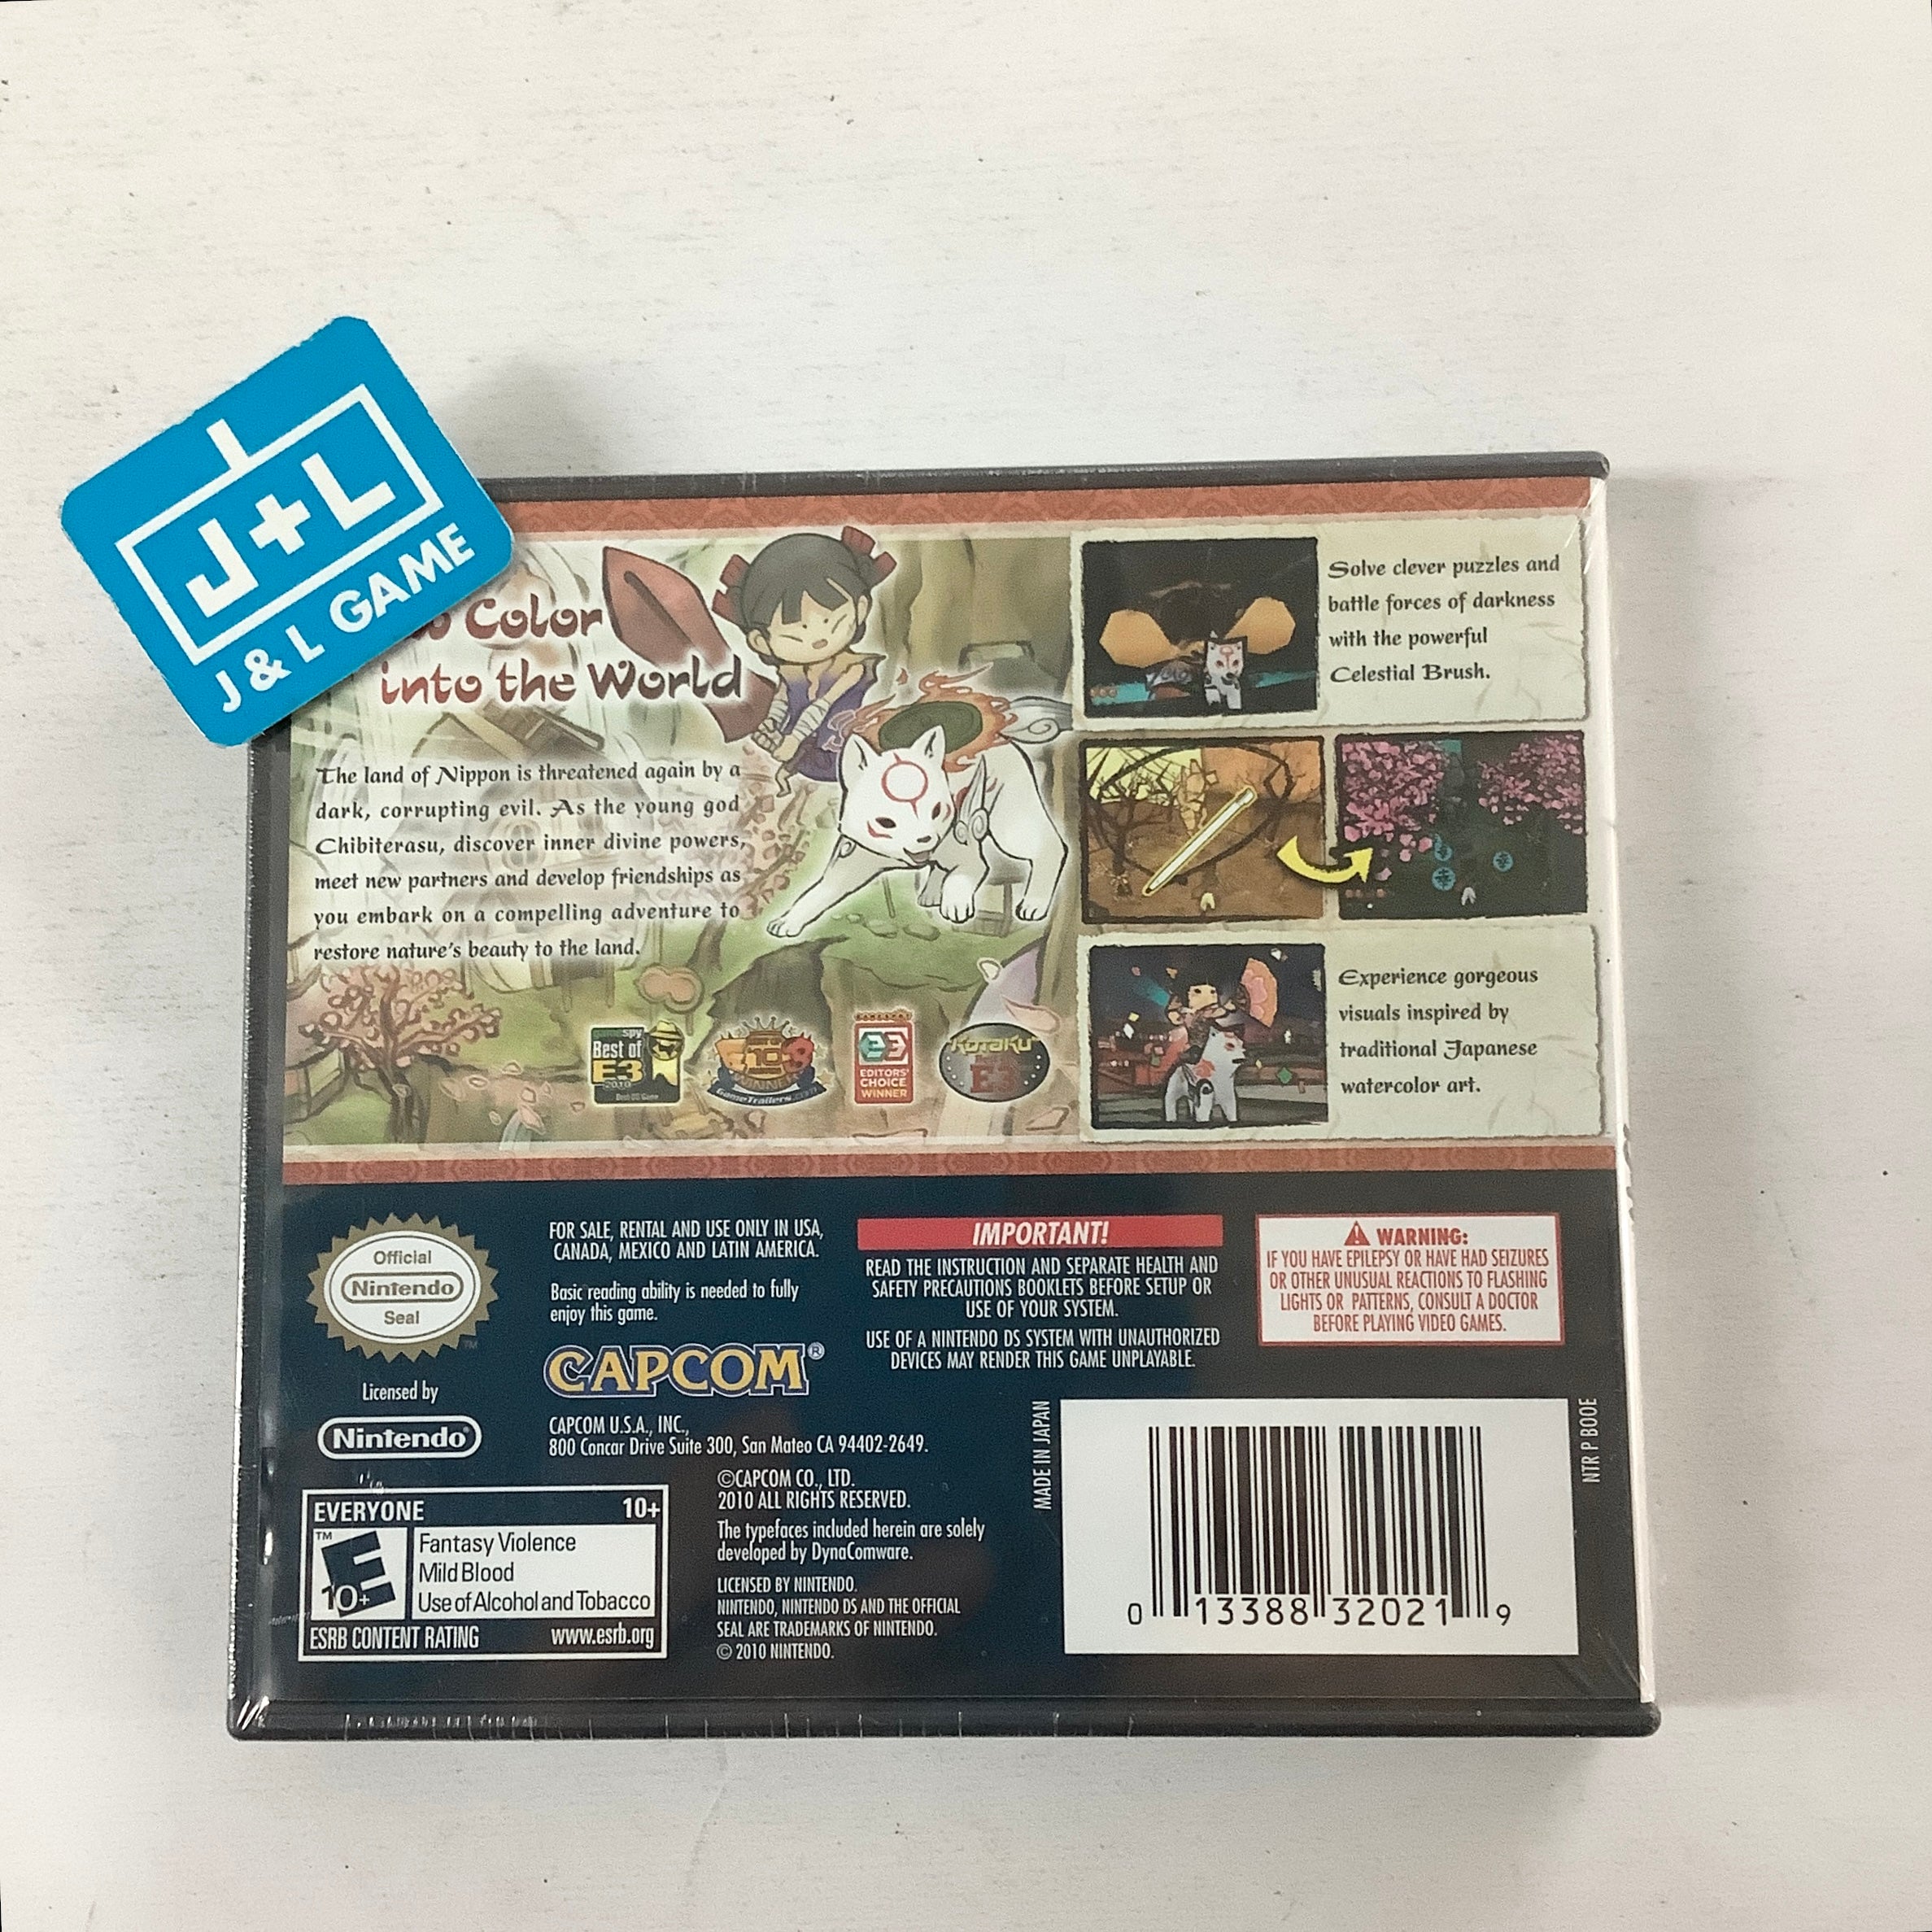 J+L
J & L GAME
Color
into the World
The land of Nippon is threatened again by a
dark, corrupting evil. As the young god
Chibiterasu, discover inner divine powers,
meet new partners and develop friendships as
you embark on a compelling adventure to
restore nature's beauty to the land.
Solve clever puzzles and
battle forces of darkness
with the powerful
Celestial Brush.
Experience gorgeous
visuals inspired by
traditional Japanese
watercolor art.
spy
Best of
E3
2010
Best DS Game
WINNER
GameTrailers.com
EDITORS'
CHOICE
WINNER
KOTAKU
E3
Official
Nintendo
Seal
TM
Licensed by
Nintendo®
FOR SALE, RENTAL AND USE ONLY IN USA,
CANADA, MEXICO AND LATIN AMERICA.
Basic reading ability is needed to fully
enjoy this game.
CAPCOM®
CAPCOM U.S.A., INC.,
800 Concar Drive Suite 300, San Mateo CA 94402-2649.
©CAPCOM CO., LTD.
2010 ALL RIGHTS RESERVED.
The typefaces included herein are solely
developed by DynaComware.
LICENSED BY NINTENDO.
NINTENDO, NINTENDO DS AND THE OFFICIAL
SEAL ARE TRADEMARKS OF NINTENDO.
© 2010 NINTENDO.
IMPORTANT!
READ THE INSTRUCTION AND SEPARATE HEALTH AND
SAFETY PRECAUTIONS BOOKLETS BEFORE SETUP OR
USE OF YOUR SYSTEM.
USE OF A NINTENDO DS SYSTEM WITH UNAUTHORIZED
DEVICES MAY RENDER THIS GAME UNPLAYABLE.
WARNING:
IF YOU HAVE EPILEPSY OR HAVE HAD SEIZURES
OR OTHER UNUSUAL REACTIONS TO FLASHING
LIGHTS OR PATTERNS, CONSULT A DOCTOR
BEFORE PLAYING VIDEO GAMES.
EVERYONE 10+
TM
E
10+
Fantasy Violence
Mild Blood
Use of Alcohol and Tobacco
ESRB CONTENT RATING www.esrb.org
MADE IN JAPAN
NTR P BOOE
0 13388 32021 9